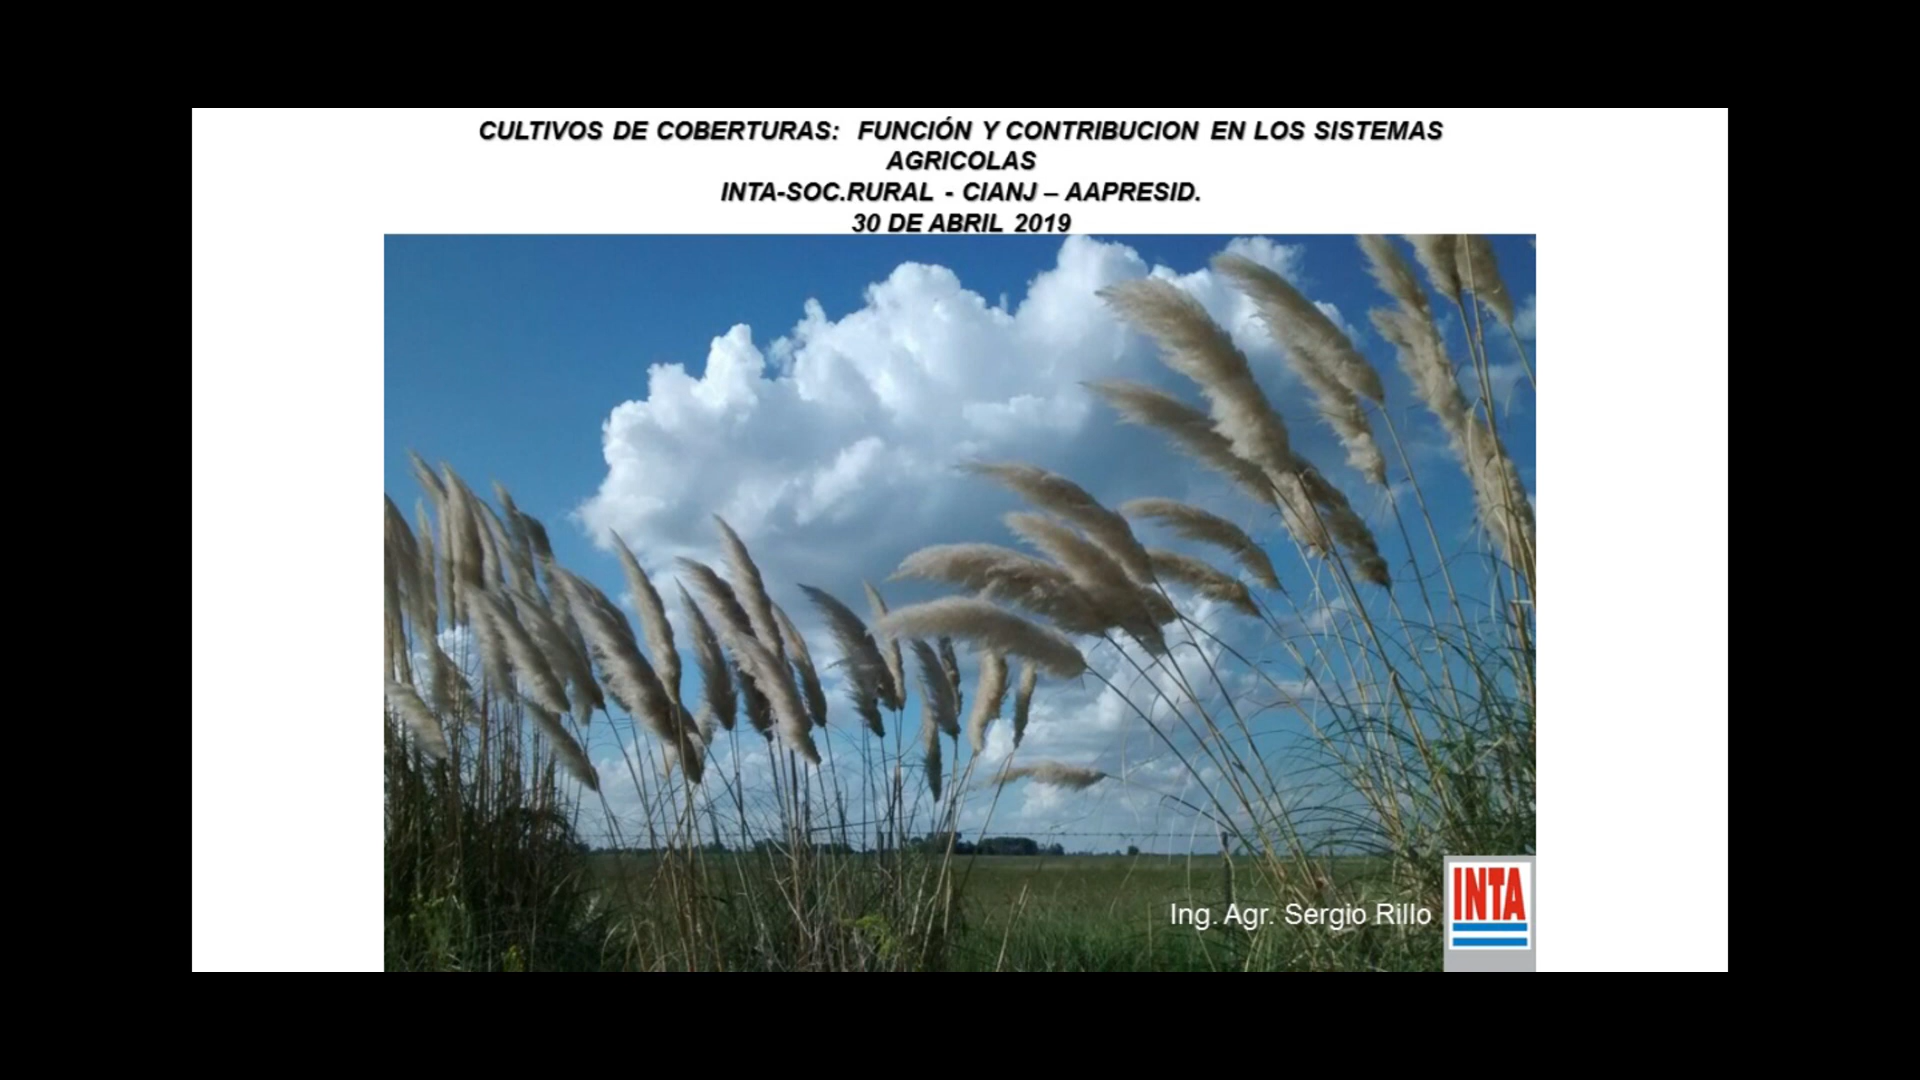 CULTIVOS DE COBERTURAS: FUNCIÓN Y CONTRIBUCION EN LOS SISTEMAS
AGRICOLAS
INTA-SOC.RURAL - CIANJ – AAPRESID.
30 DE ABRIL 2019
Ing. Agr. Sergio Rillo
INTA